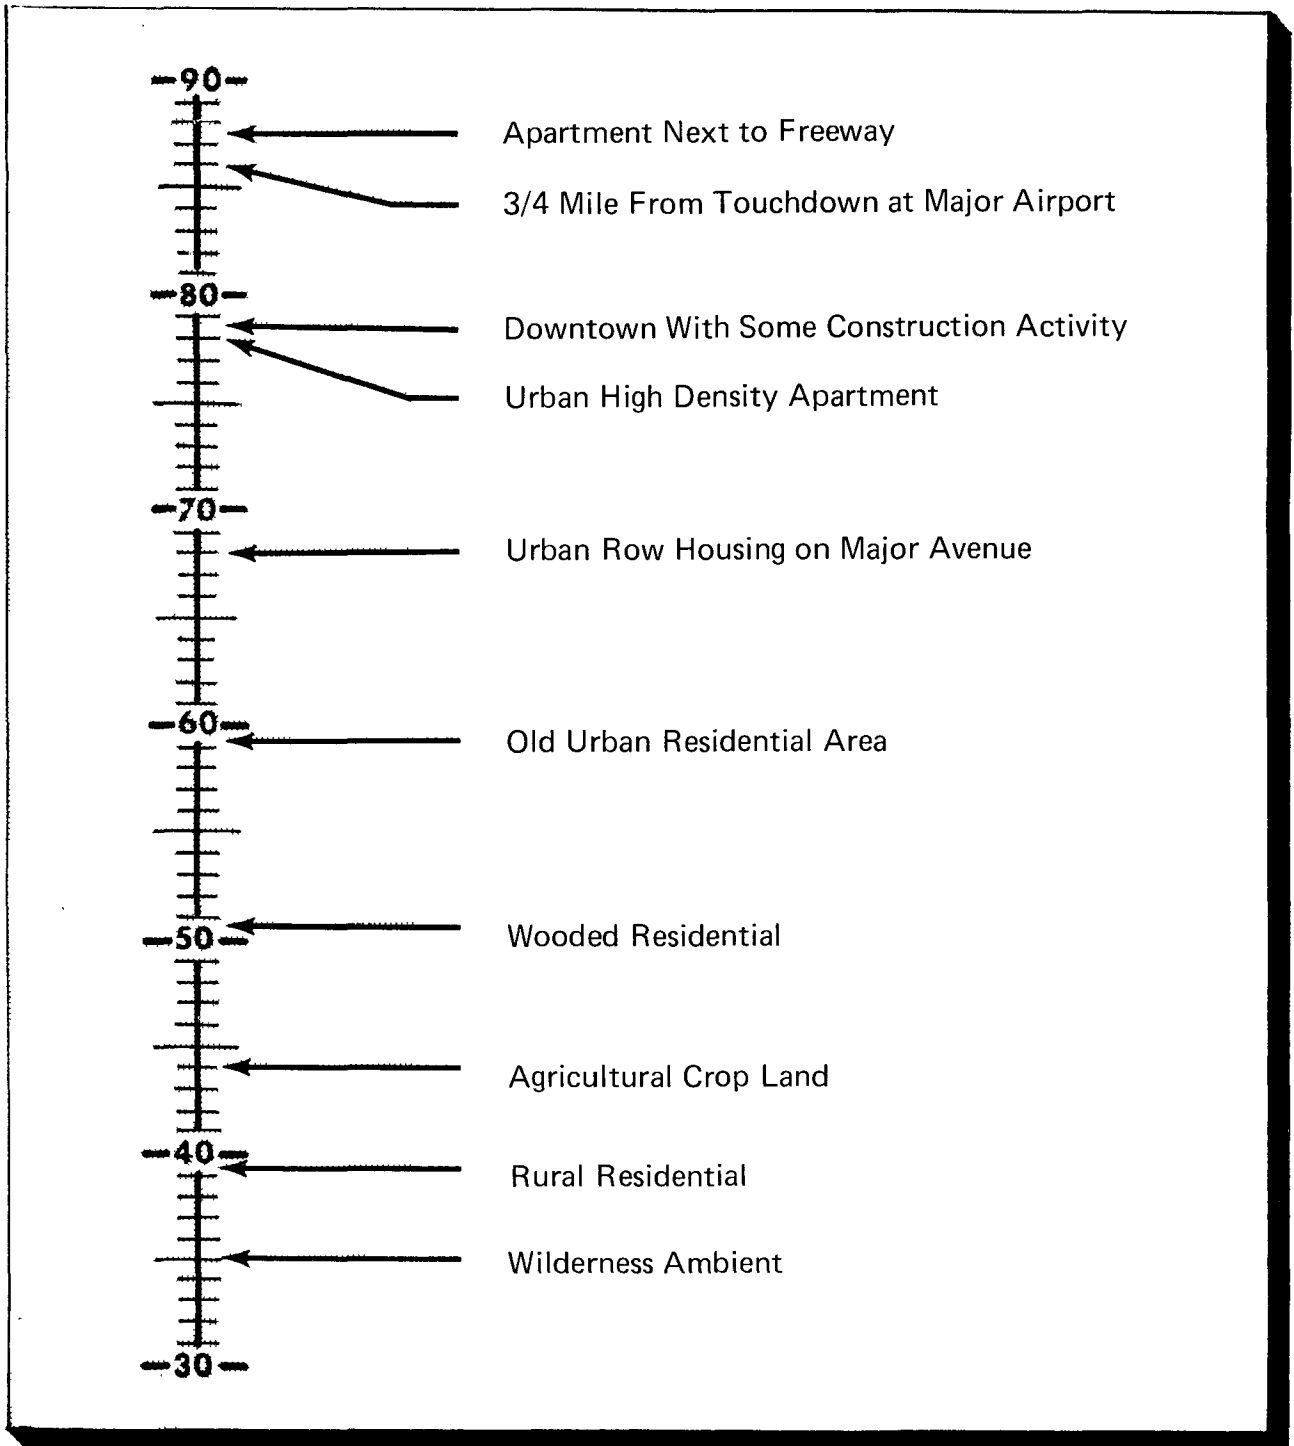 90
Apartment Next to Freeway
3/4 Mile From Touchdown at Major Airport
80
Downtown With Some Construction Activity
Urban High Density Apartment
70
Urban Row Housing on Major Avenue
60
Old Urban Residential Area
50
Wooded Residential
Agricultural Crop Land
40
Rural Residential
Wilderness Ambient
30